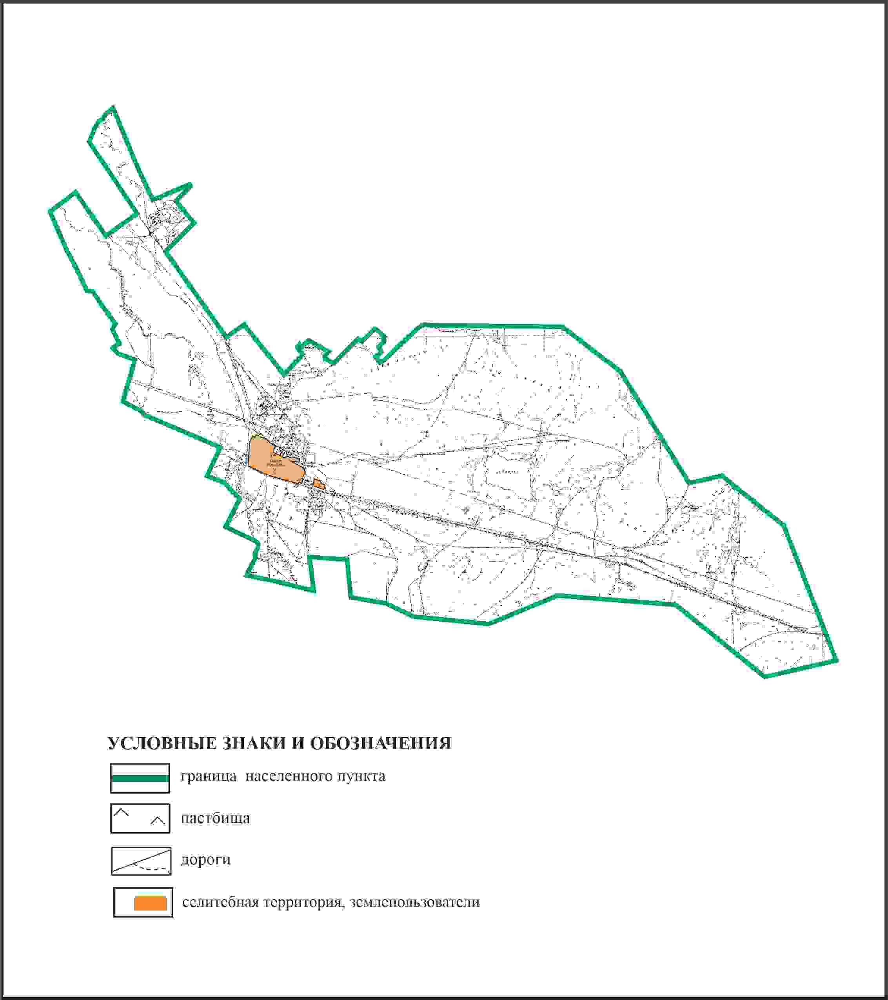 УСЛОВНЫЕ ЗНАКИ И ОБОЗНАЧЕНИЯ
граница населенного пункта
пастбища
дороги
селитебная территория, землепользователи